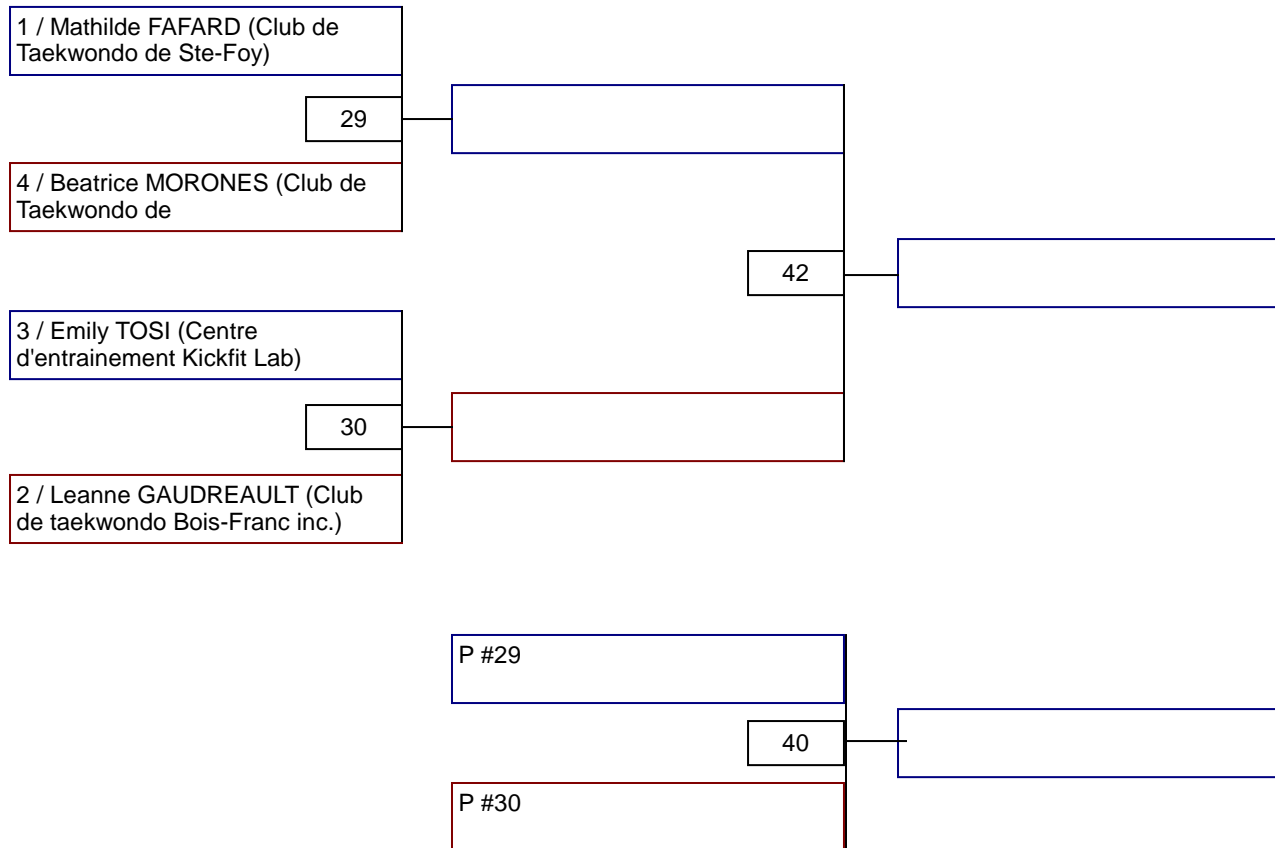 1 / Mathilde FAFARD (Club de
Taekwondo de Ste-Foy)
29
4 / Beatrice MORONES (Club de
Taekwondo de
42
3 / Emily TOSI (Centre
d'entrainement Kickfit Lab)
30
2 / Leanne GAUDREAULT (Club
de taekwondo Bois-Franc inc.)
P #29
40
P #30